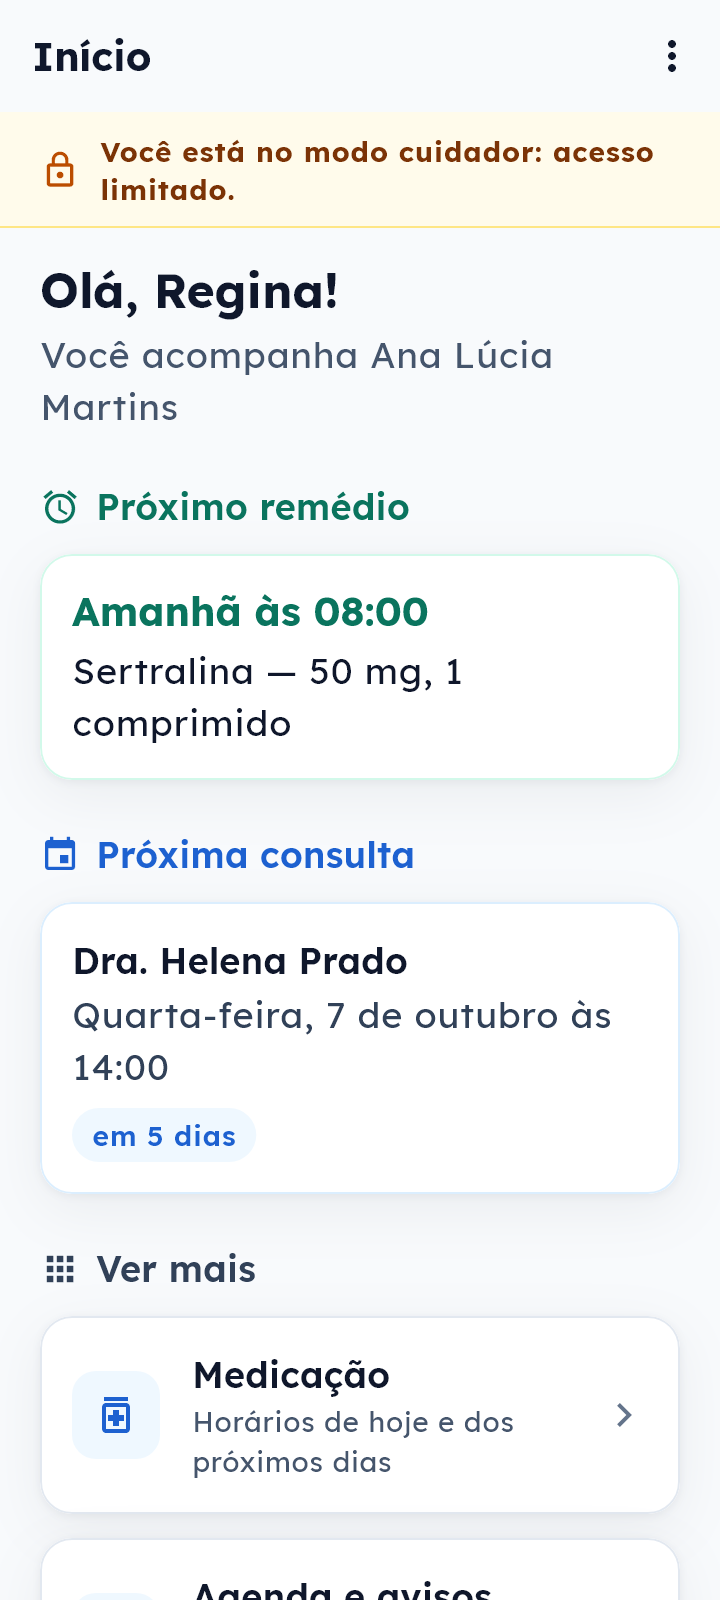 Início
Você está no modo cuidador: acesso
limitado.
Olá, Regina!
Você acompanha Ana Lúcia
Martins
Próximo remédio
Amanhã às 08:00
Sertralina — 50 mg, 1
comprimido
Próxima consulta
Dra. Helena Prado
Quarta-feira, 7 de outubro às
14:00
em 5 dias
Ver mais
Medicação
Horários de hoje e dos
próximos dias
Agenda e avisos